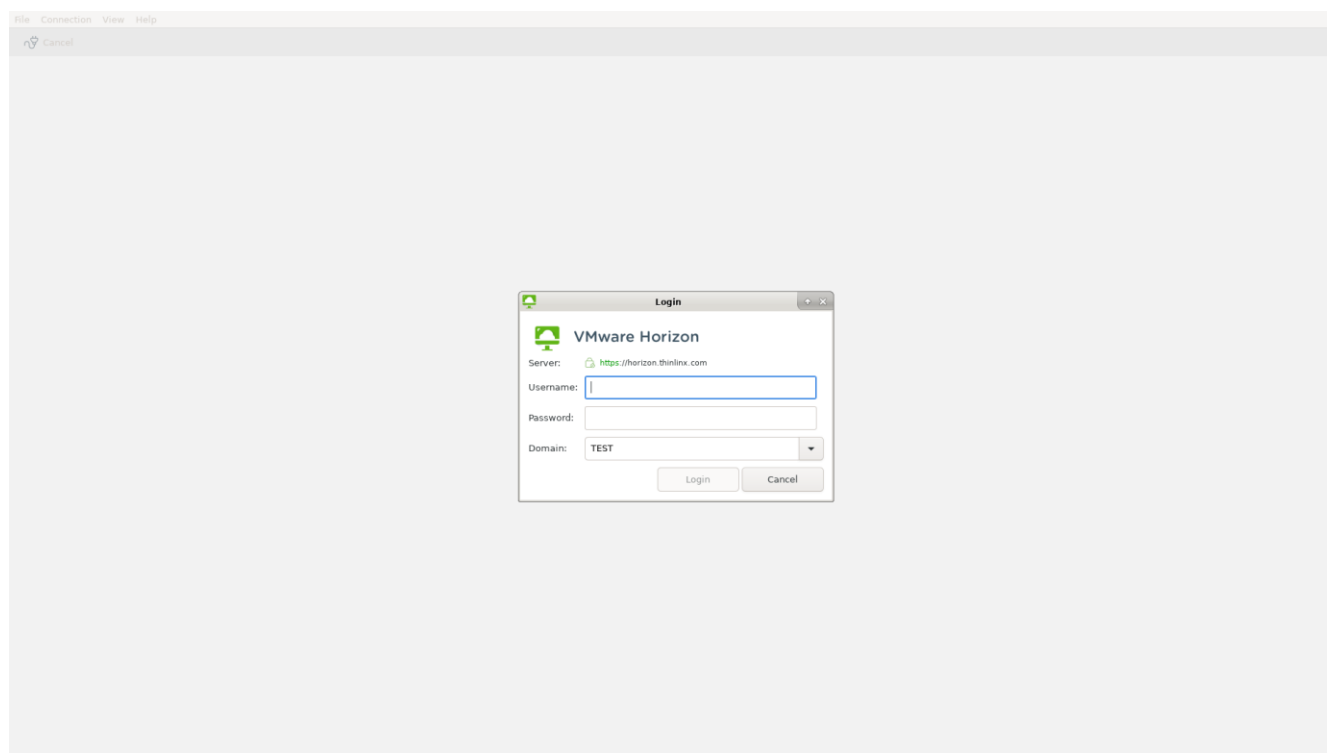 File Connection View Help
Cancel
Login
VMware Horizon
Server: https://horizon.thinlinx.com
Username:
Password:
Domain: TEST
Login Cancel